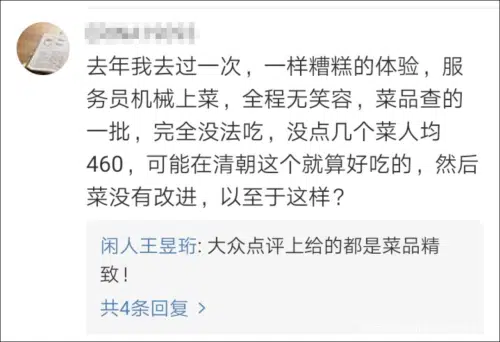 去年我去过一次，一样糟糕的体验，服
务员机械上菜，全程无笑容，菜品查的
一批，完全没法吃，没点几个菜人均
460，可能在清朝这个就算好吃的，然后
菜没有改进，以至于这样？
闲人王昱珩: 大众点评上给的都是菜品精
致！
共4条回复 >